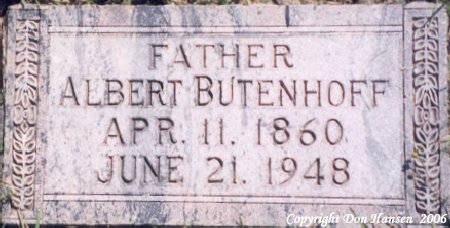 FATHER
ALBERT BUTENHOFF
APR. 11. 1860
JUNE 21. 1948
Copyright Don Hansen 2006